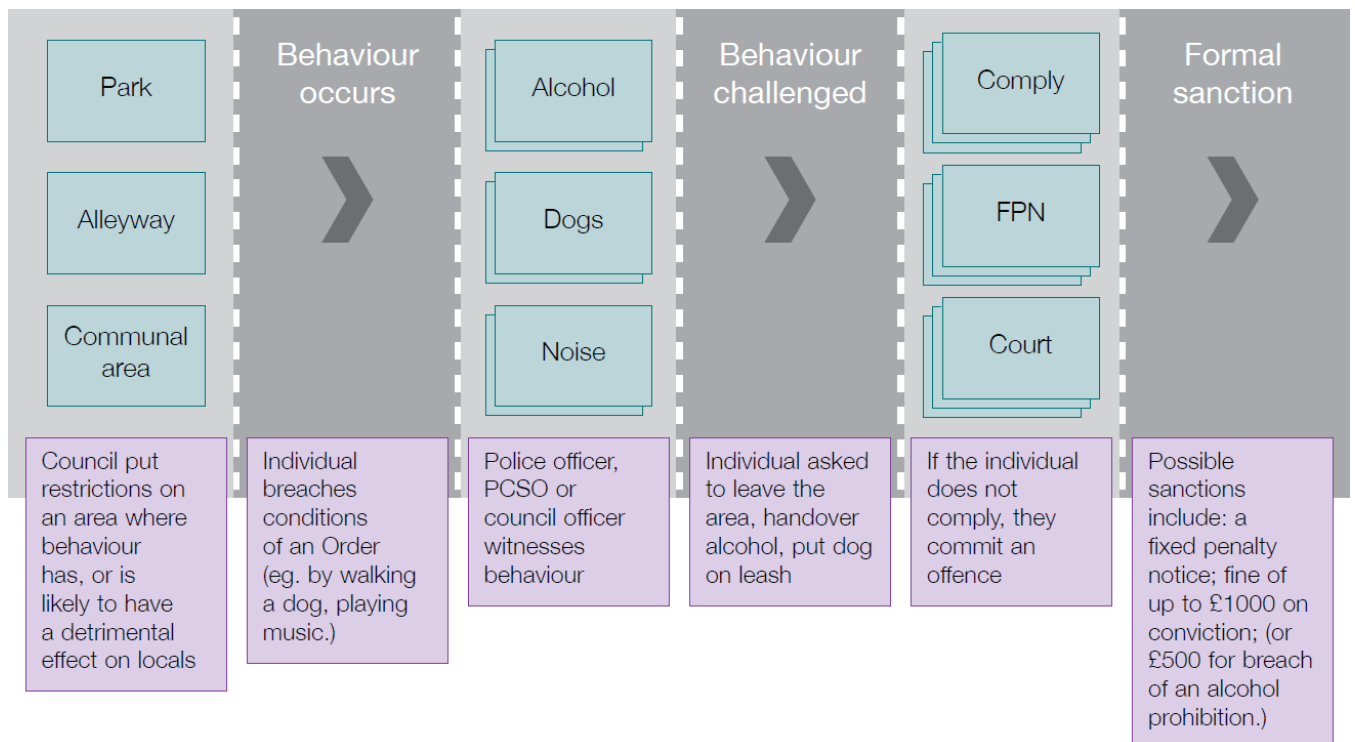 Park
Alleyway
Communal
area
Behaviour
occurs
Alcohol
Dogs
Noise
Behaviour
challenged
Comply
FPN
Court
Formal
sanction
Council put
restrictions on
an area where
behaviour
has, or is
likely to have
a detrimental
effect on locals
Individual
breaches
conditions
of an Order
(eg. by walking
a dog, playing
music.)
Police officer,
PCSO or
council officer
witnesses
behaviour
Individual asked
to leave the
area, handover
alcohol, put dog
on leash
If the individual
does not
comply, they
commit an
offence
Possible
sanctions
include: a
fixed penalty
notice; fine of
up to £1000 on
conviction; (or
£500 for breach
of an alcohol
prohibition.)